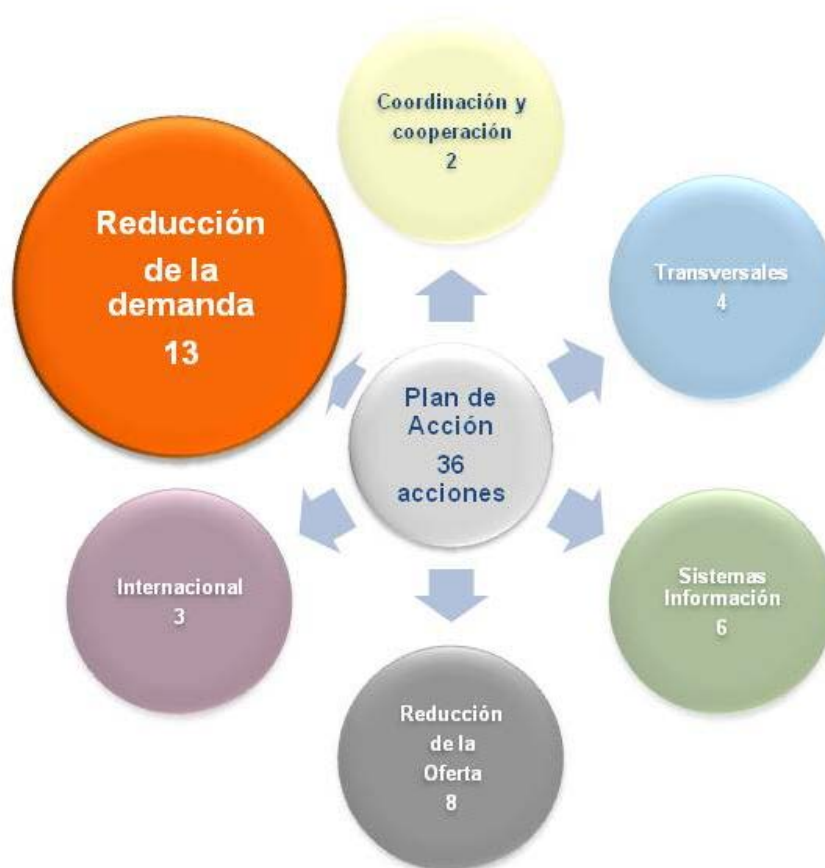 Coordinación y
cooperación
2
Reducción
de la
demanda
13
Transversales
4
Plan de
Acción
36
acciones
Internacional
3
Sistemas
Información
6
Reducción
de la
Oferta
8